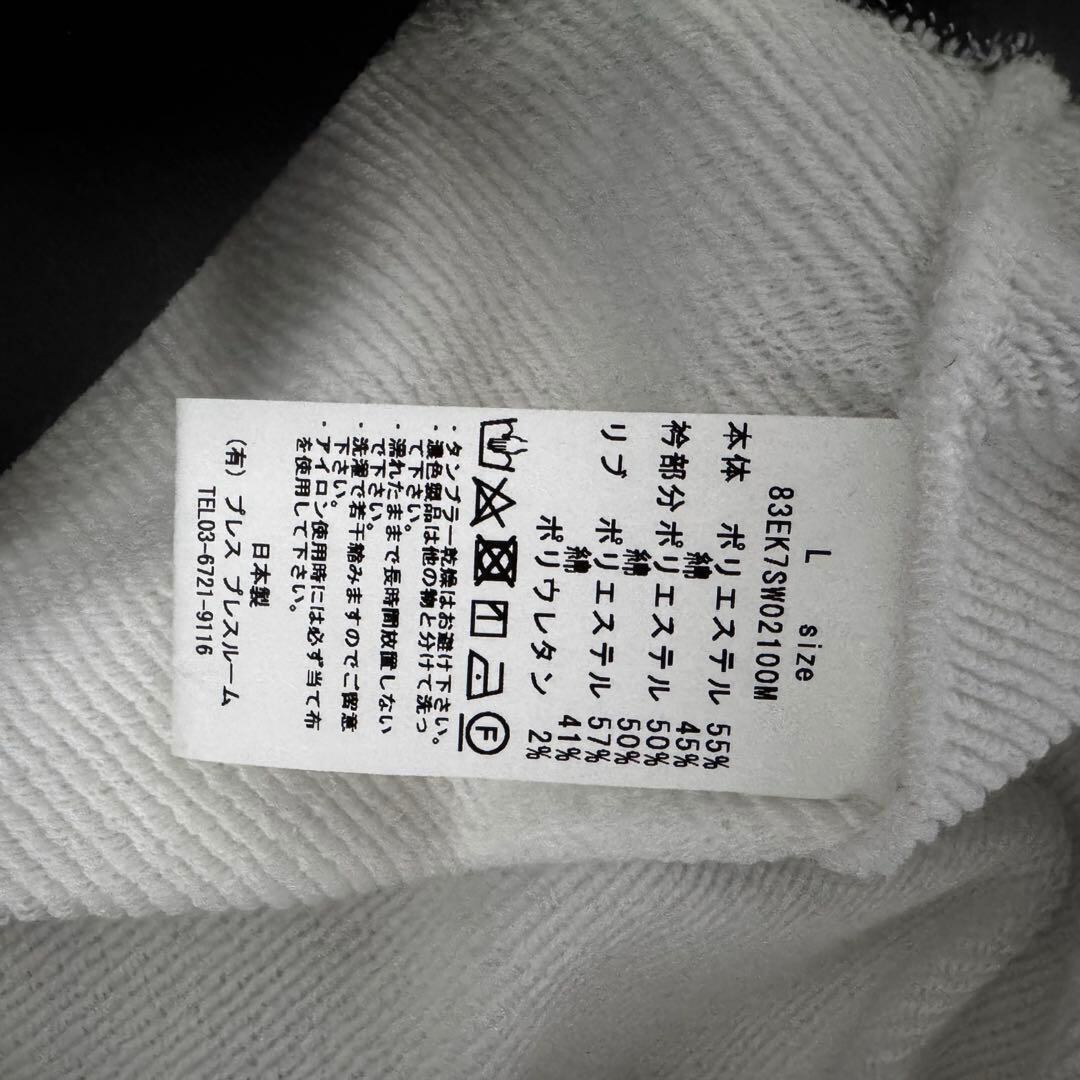 L size
83EK7SW02100M
本体 ポリエステル 55%
綿 45%
衿部分 ポリエステル 50%
綿 50%
リブ ポリエステル 57%
綿 41%
ポリウレタン 2%
F
・タンブラー乾燥はお避け下さい。
・濃色製品は他の物と分けて洗っ
て下さい。
・濡れたままで長時間放置しない
で下さい。
・洗濯で若干縮みますのでご留意
下さい。
・アイロン使用時には必ず当て布
を使用して下さい。
日本製
(有) プレス プレスルーム
TEL03-6721-9116